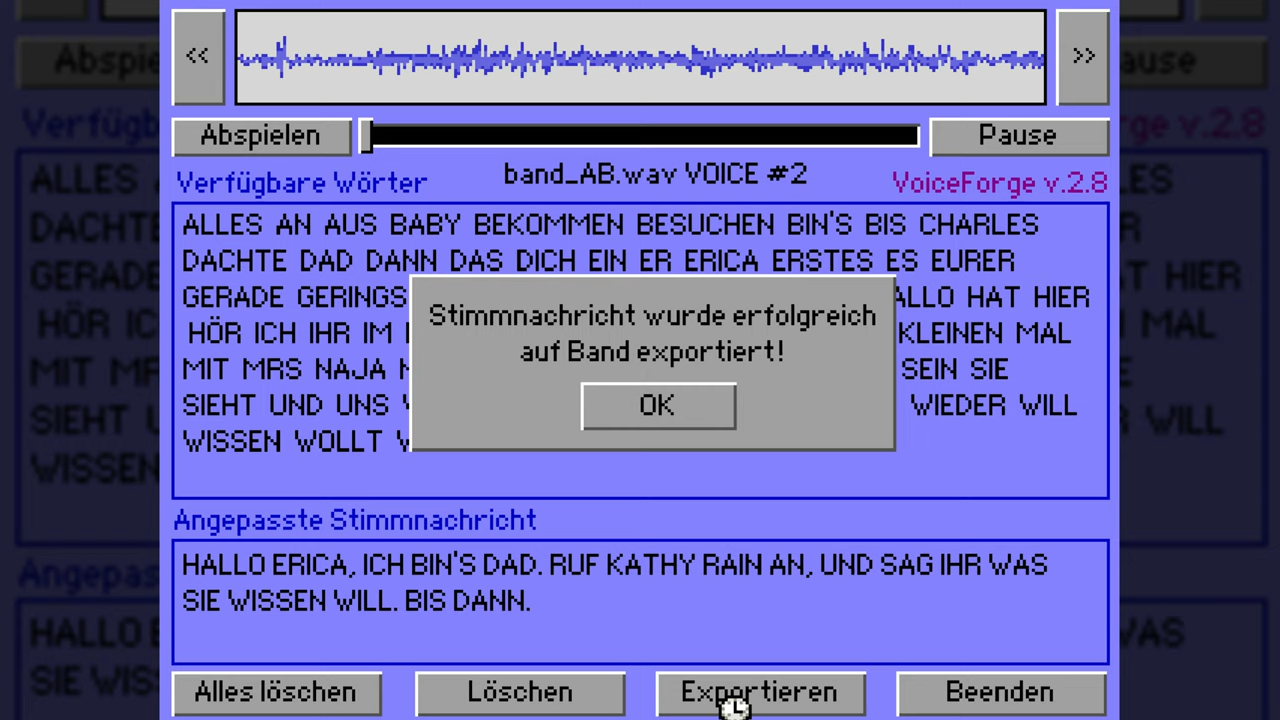 <<
>>
Abspielen
Pause
Verfügbare Wörter
band_AB.wav VOICE #2
VoiceForge v.2.8
ALLES AN AUS BABY BEKOMMEN BESUCHEN BIN'S BIS CHARLES
DACHTE DAD DANN DAS DICH EIN ER ERICA ERSTES ES EURER
GERADE GERINGS HALLO HAT HIER
HÖR ICH IHR IM KLEINEN MAL
MIT MRS NAJA SEIN SIE
SIEHT UND UNS WIEDER WILL
WISSEN WOLLT
Stimmnachricht wurde erfolgreich
auf Band exportiert!
OK
Angepasste Stimmnachricht
HALLO ERICA, ICH BIN'S DAD. RUF KATHY RAIN AN, UND SAG IHR WAS
SIE WISSEN WILL. BIS DANN.
Alles löschen
Löschen
Exportieren
Beenden